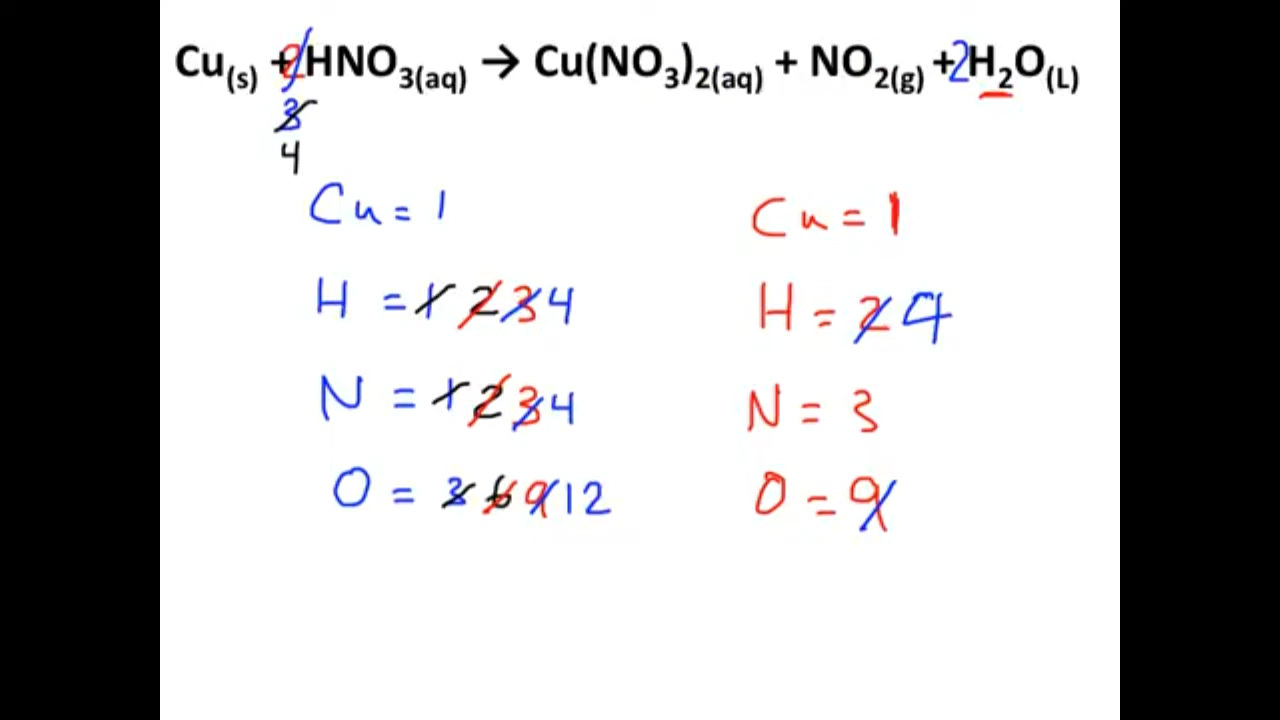 Cu(s) + 2 HNO3(aq) → Cu(NO3)2(aq) + NO2(g) + 2 H2O(L)
3
4
Cu = 1 Cu = 1
H = 1 2 3 4 H = 2 4
N = 1 2 3 4 N = 3
O = 3 6 9 12 O = 9